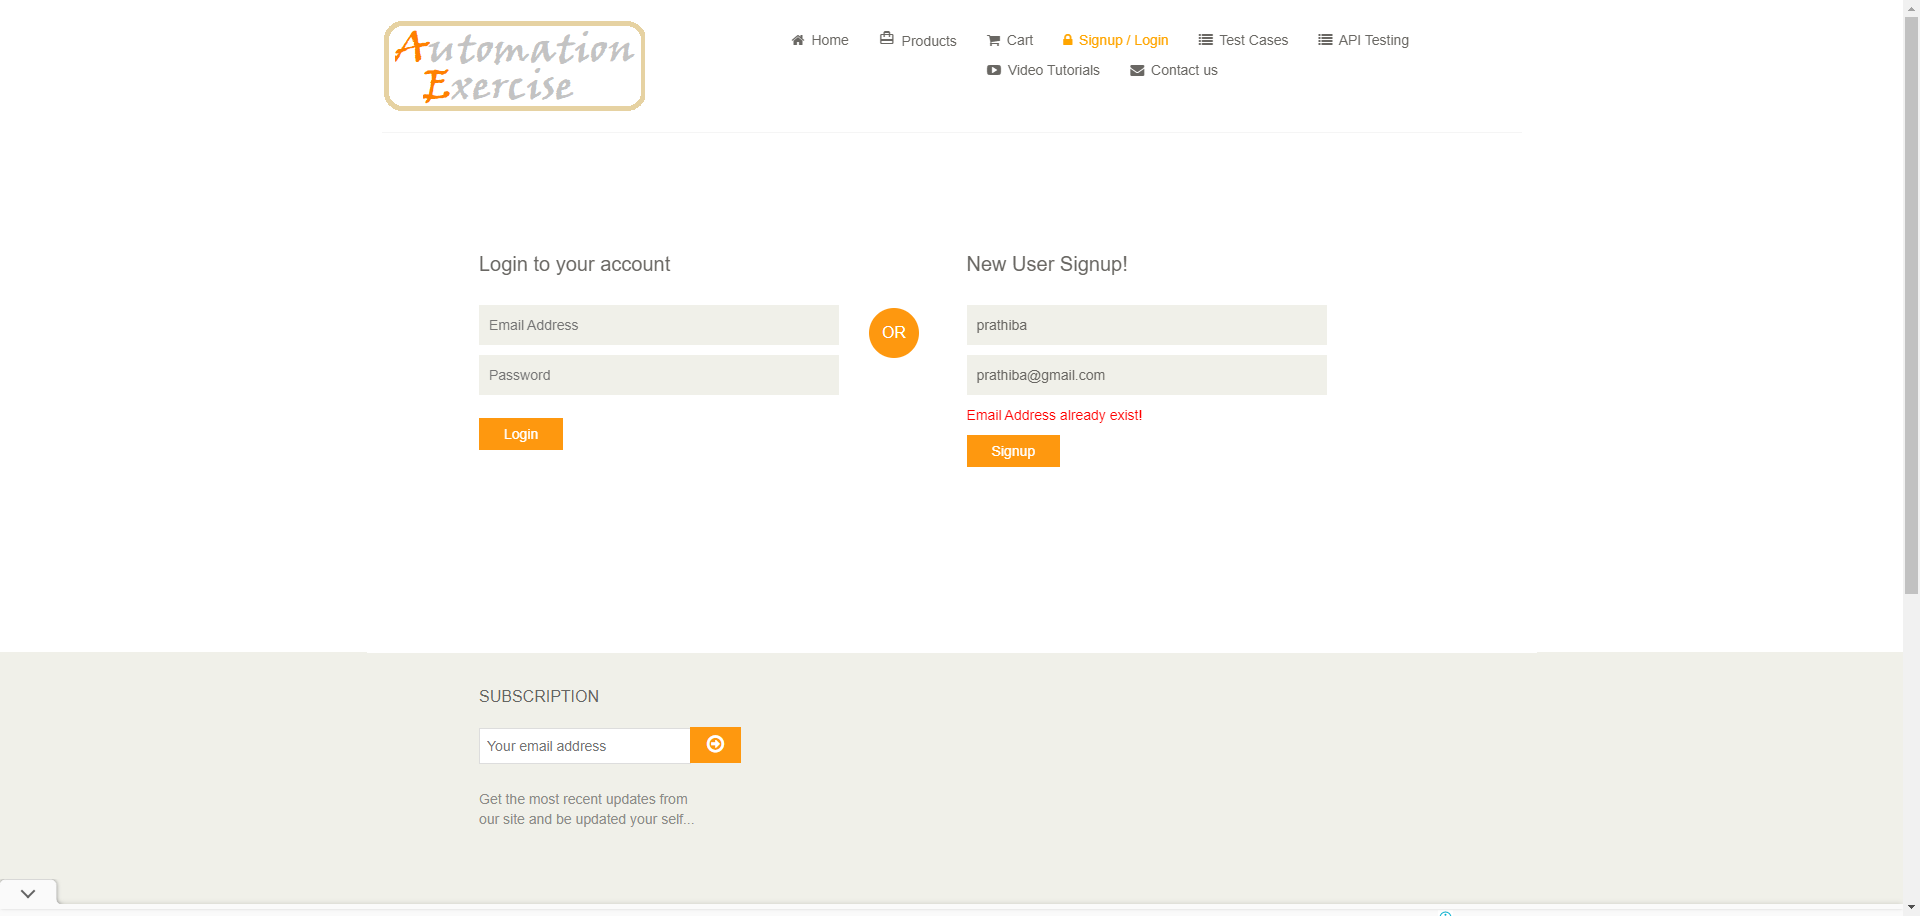 Automation
Exercise
Home
Products
Cart
Signup / Login
Test Cases
API Testing
Video Tutorials
Contact us
Login to your account
Email Address
Password
Login
OR
New User Signup!
prathiba
prathiba@gmail.com
Email Address already exist!
Signup
SUBSCRIPTION
Your email address
Get the most recent updates from
our site and be updated your self...